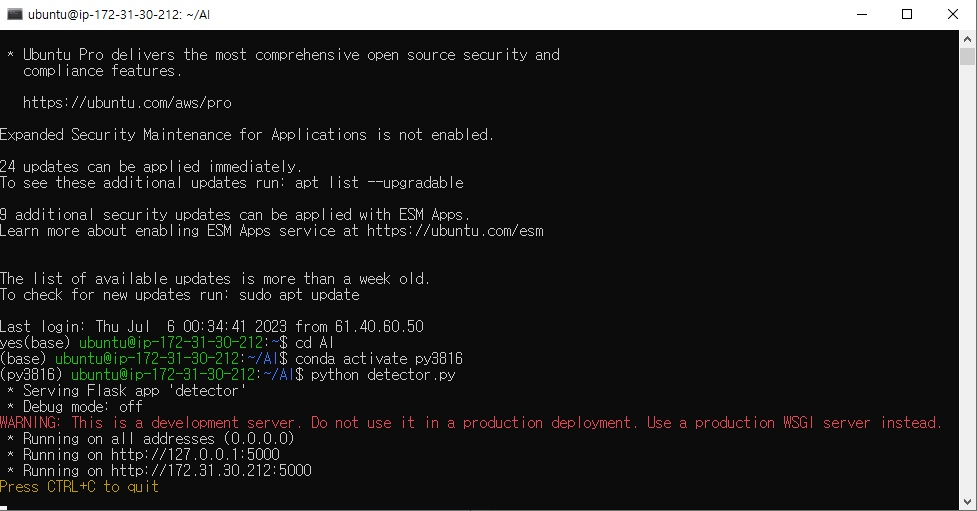 ubuntu@ip-172-31-30-212: ~/AI
* Ubuntu Pro delivers the most comprehensive open source security and
compliance features.
https://ubuntu.com/aws/pro
Expanded Security Maintenance for Applications is not enabled.
24 updates can be applied immediately.
To see these additional updates run: apt list --upgradable
9 additional security updates can be applied with ESM Apps.
Learn more about enabling ESM Apps service at https://ubuntu.com/esm
The list of available updates is more than a week old.
To check for new updates run: sudo apt update
Last login: Thu Jul  6 00:34:41 2023 from 61.40.60.50
yes(base) ubuntu@ip-172-31-30-212:~$ cd AI
(base) ubuntu@ip-172-31-30-212:~/AI$ conda activate py3816
(py3816) ubuntu@ip-172-31-30-212:~/AI$ python detector.py
* Serving Flask app 'detector'
* Debug mode: off
WARNING: This is a development server. Do not use it in a production deployment. Use a production WSGI server instead.
* Running on all addresses (0.0.0.0)
* Running on http://127.0.0.1:5000
* Running on http://172.31.30.212:5000
Press CTRL+C to quit